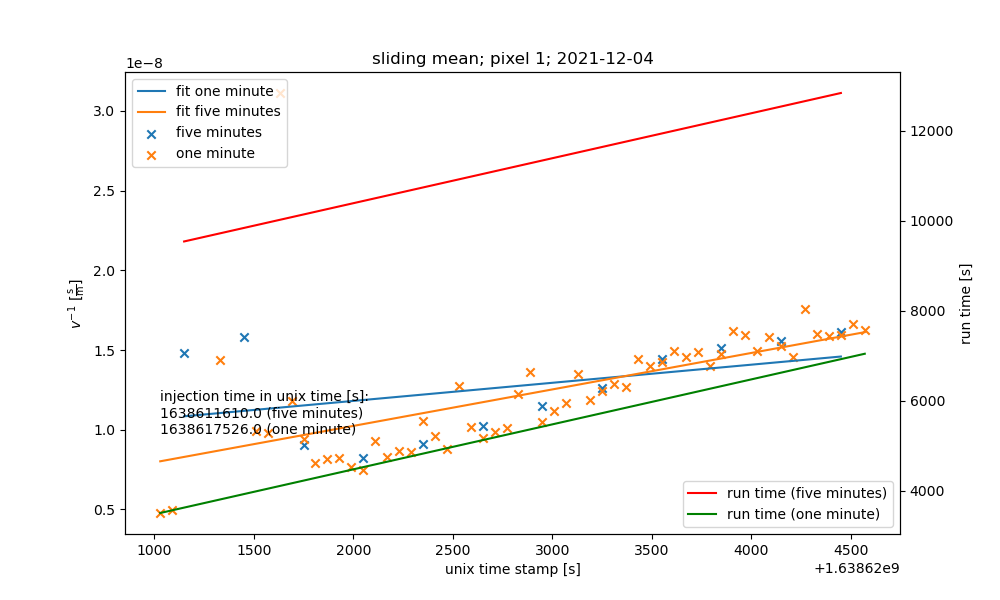 sliding mean; pixel 1; 2021-12-04
1e−8
fit one minute
fit five minutes
five minutes
one minute
3.0
2.5
2.0
1.5
1.0
0.5
v⁻¹ [s/m]
12000
10000
8000
6000
4000
run time [s]
injection time in unix time [s]:
1638611610.0 (five minutes)
1638617526.0 (one minute)
run time (five minutes)
run time (one minute)
1000 1500 2000 2500 3000 3500 4000 4500
unix time stamp [s]
+1.63862e9